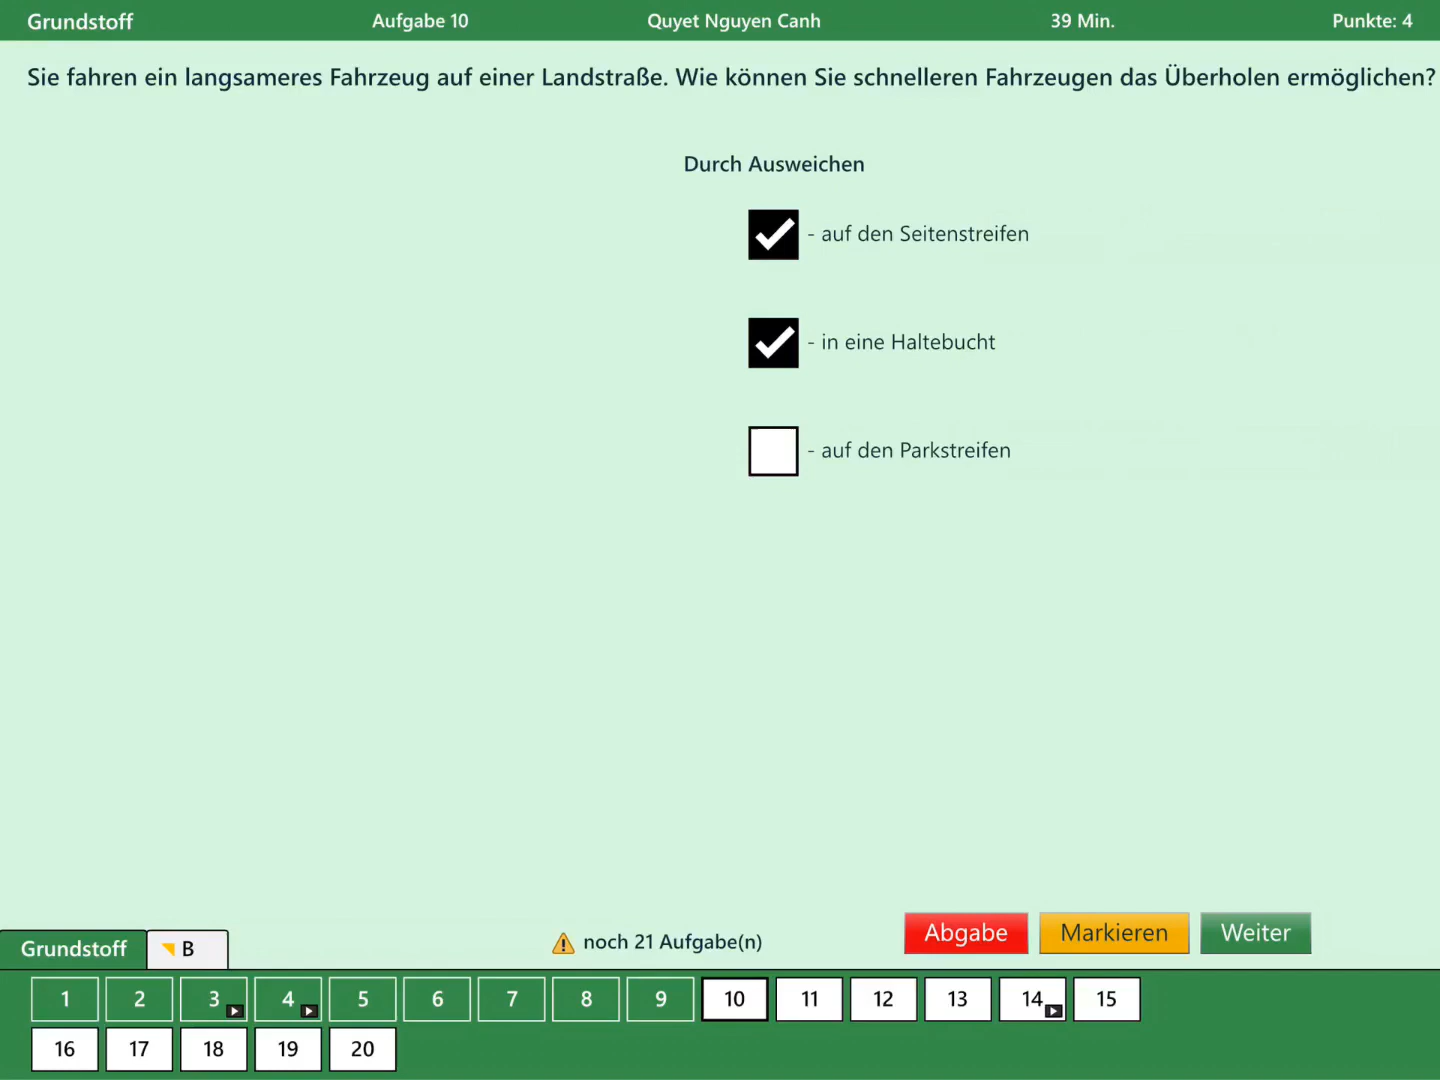 Grundstoff Aufgabe 10 Quyet Nguyen Canh 39 Min. Punkte: 4
Sie fahren ein langsameres Fahrzeug auf einer Landstraße. Wie können Sie schnelleren Fahrzeugen das Überholen ermöglichen?
Durch Ausweichen
- auf den Seitenstreifen
- in eine Haltebucht
- auf den Parkstreifen
Grundstoff B noch 21 Aufgabe(n) Abgabe Markieren Weiter
1 2 3 4 5 6 7 8 9 10 11 12 13 14 15
16 17 18 19 20